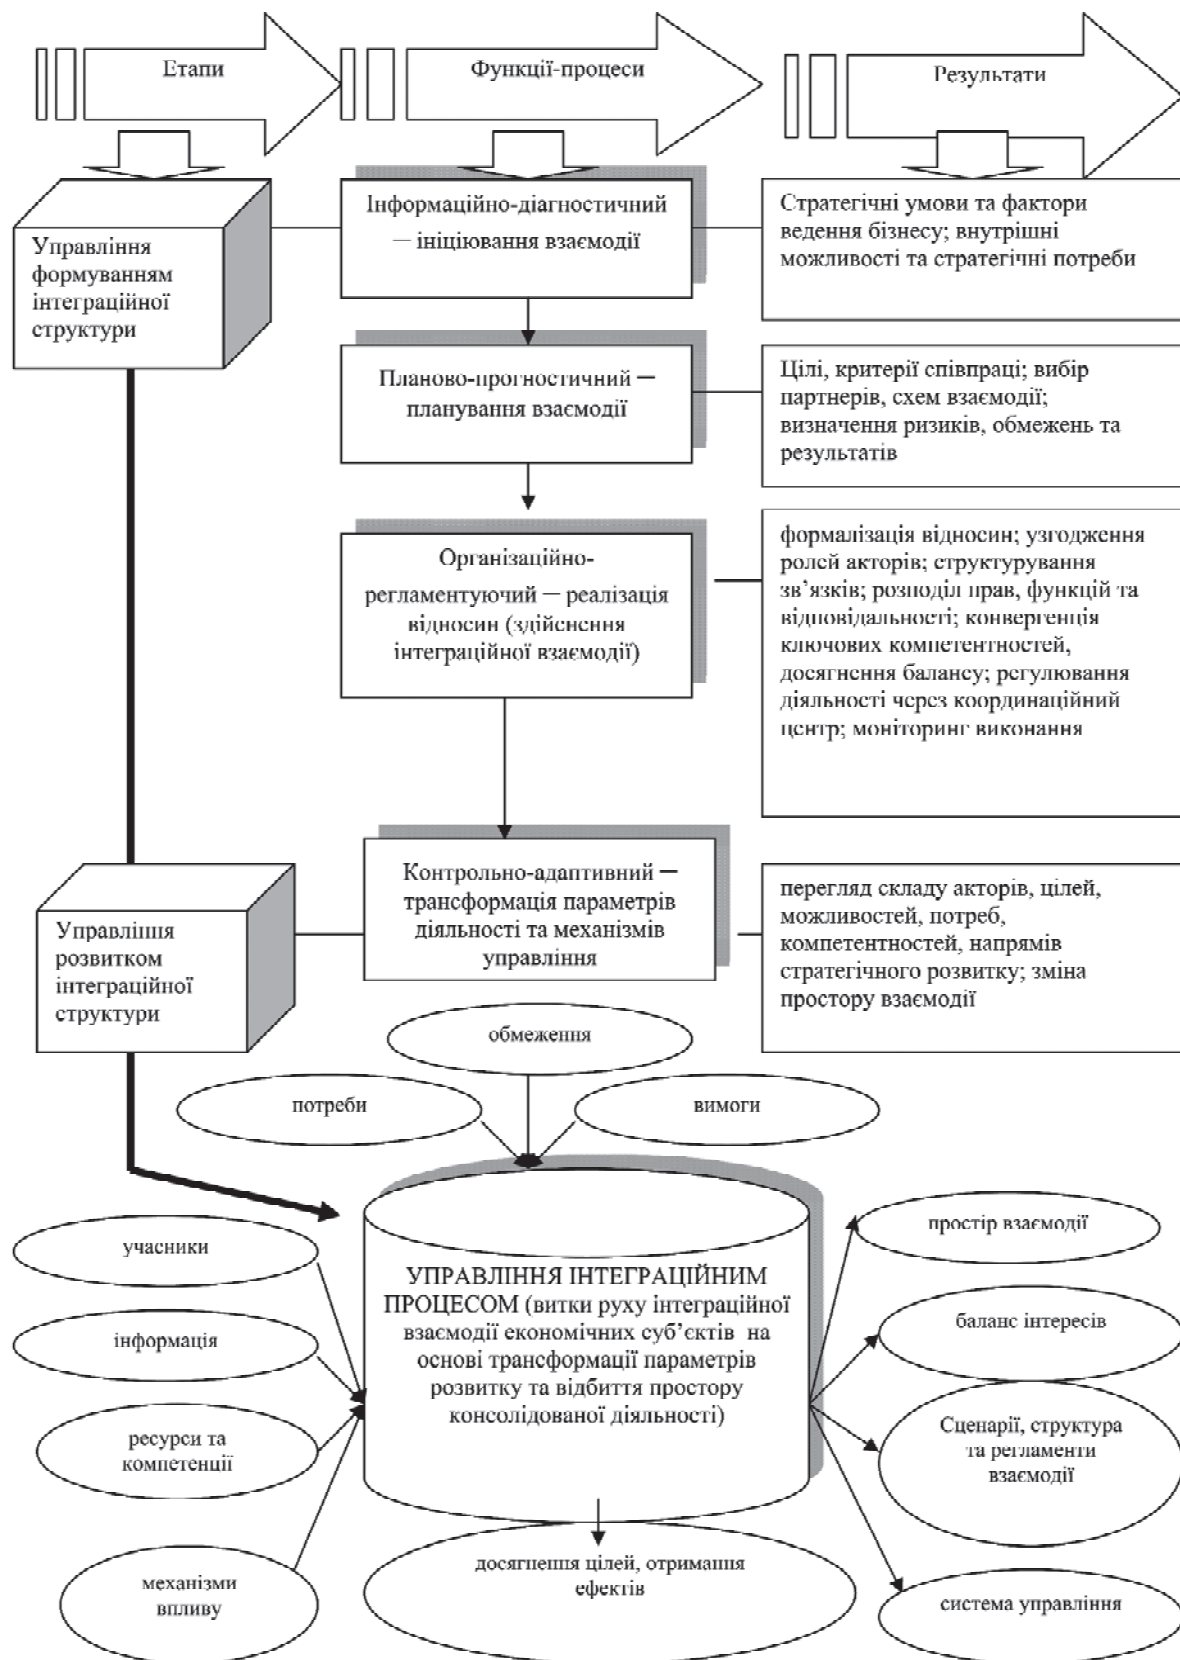 Етапи
Функції-процеси
Результати
Управління
формуванням
інтеграційної
структури
Інформаційно-діагностичний
— ініціювання взаємодії
Стратегічні умови та фактори
ведення бізнесу; внутрішні
можливості та стратегічні потреби
Планово-прогностичний —
планування взаємодії
Цілі, критерії співпраці; вибір
партнерів, схем взаємодії;
визначення ризиків, обмежень та
результатів
Організаційно-
регламентуючий — реалізація
відносин (здійснення
інтеграційної взаємодії)
формалізація відносин; узгодження
ролей акторів; структурування
зв’язків; розподіл прав, функцій та
відповідальності; конвергенція
ключових компетентностей,
досягнення балансу; регулювання
діяльності через координаційний
центр; моніторинг виконання
Управління
розвитком
інтеграційної
структури
Контрольно-адаптивний —
трансформація параметрів
діяльності та механізмів
управління
перегляд складу акторів, цілей,
можливостей, потреб,
компетентностей, напрямів
стратегічного розвитку; зміна
простору взаємодії
обмеження
потреби
вимоги
учасники
інформація
ресурси та
компетенції
механізми
впливу
УПРАВЛІННЯ ІНТЕГРАЦІЙНИМ
ПРОЦЕСОМ (витки руху інтеграційної
взаємодії економічних суб’єктів на
основі трансформації параметрів
розвитку та відбиття простору
консолідованої діяльності)
простір взаємодії
баланс інтересів
Сценарії, структура
та регламенти
взаємодії
система управління
досягнення цілей, отримання
ефектів